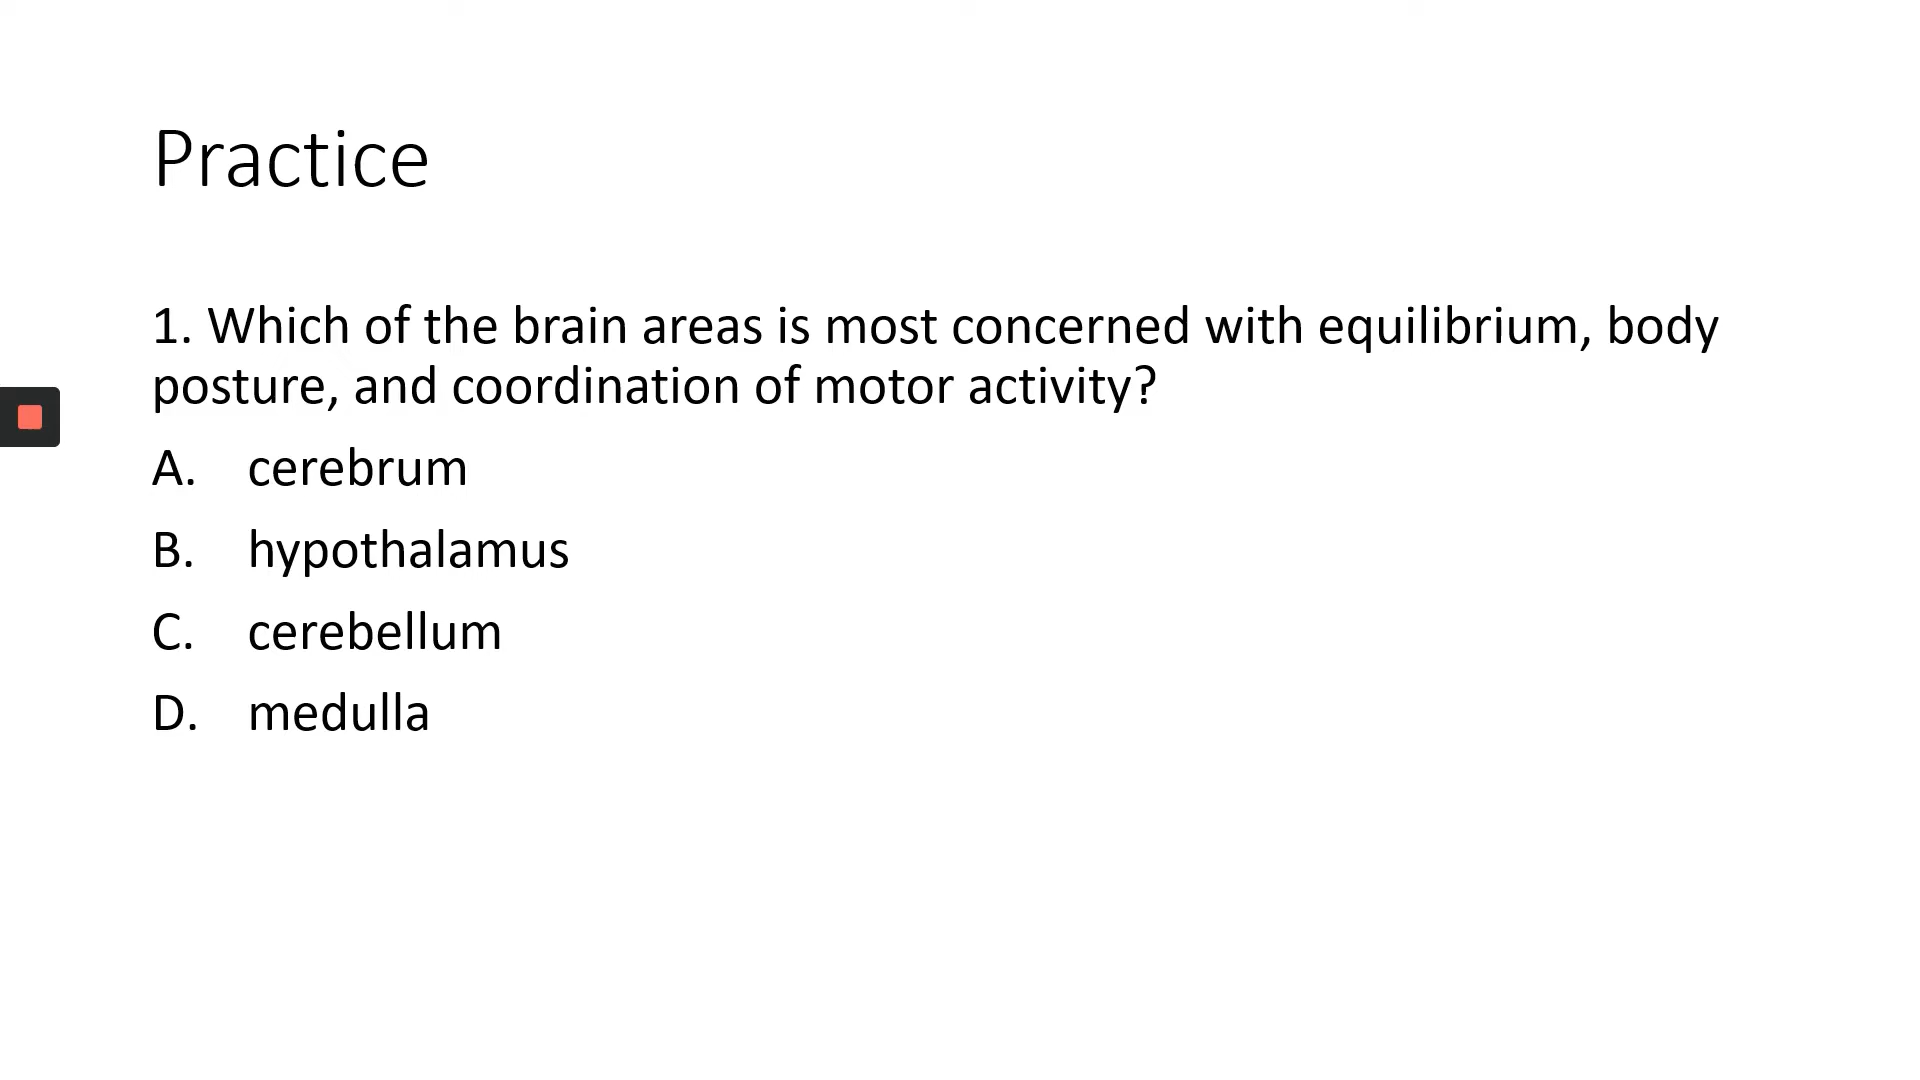 Practice
1. Which of the brain areas is most concerned with equilibrium, body
posture, and coordination of motor activity?
A. cerebrum
B. hypothalamus
C. cerebellum
D. medulla